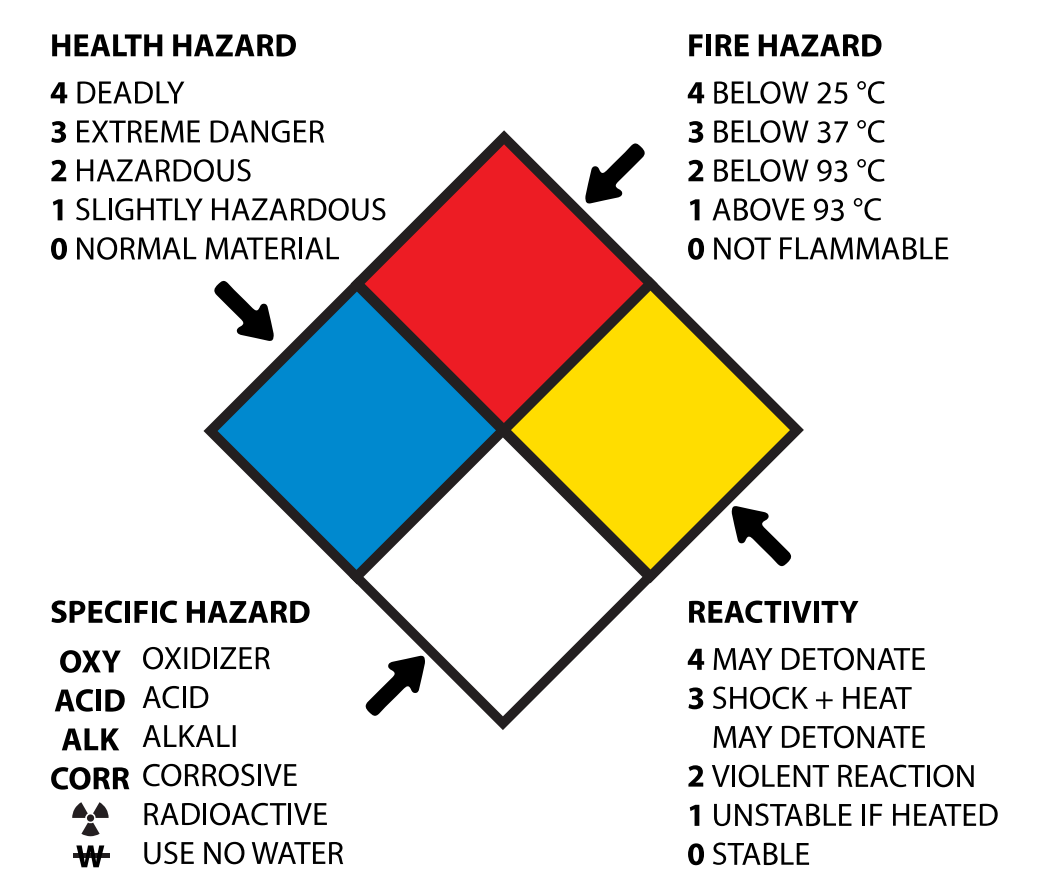 HEALTH HAZARD
4 DEADLY
3 EXTREME DANGER
2 HAZARDOUS
1 SLIGHTLY HAZARDOUS
0 NORMAL MATERIAL
FIRE HAZARD
4 BELOW 25 °C
3 BELOW 37 °C
2 BELOW 93 °C
1 ABOVE 93 °C
0 NOT FLAMMABLE
SPECIFIC HAZARD
OXY OXIDIZER
ACID ACID
ALK ALKALI
CORR CORROSIVE
RADIOACTIVE
W USE NO WATER
REACTIVITY
4 MAY DETONATE
3 SHOCK + HEAT
MAY DETONATE
2 VIOLENT REACTION
1 UNSTABLE IF HEATED
0 STABLE